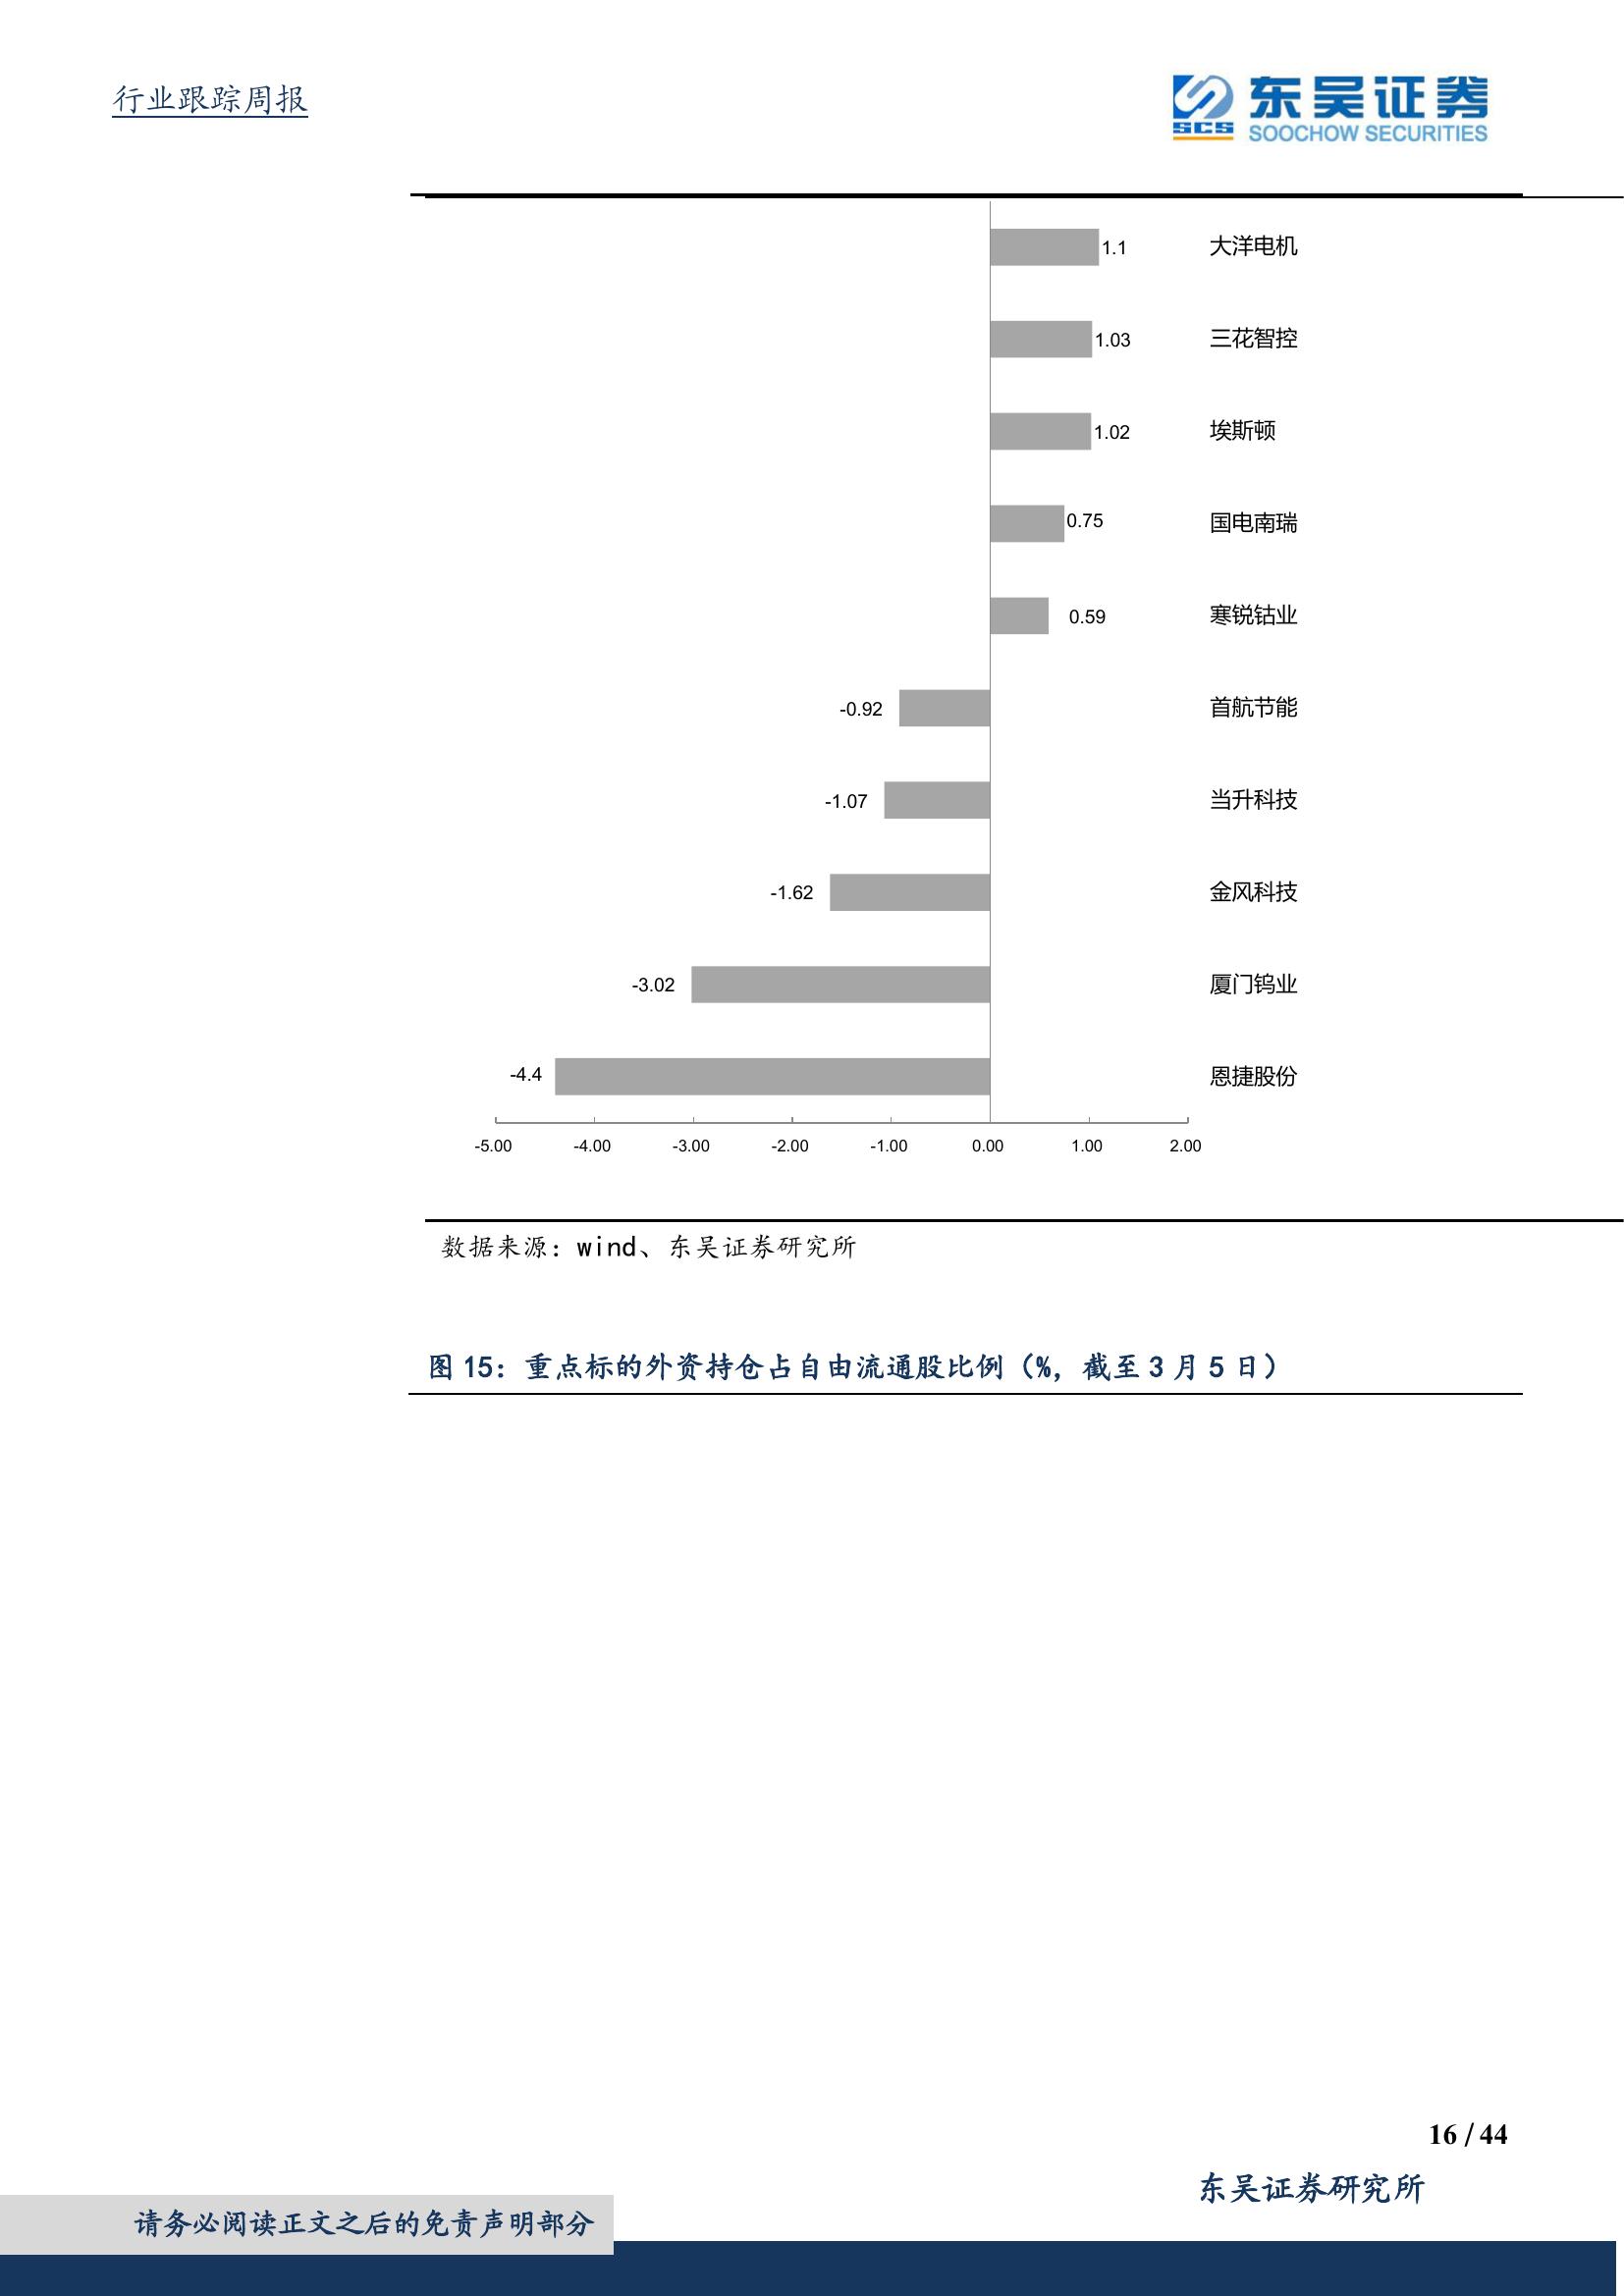 行业跟踪周报
SCS
东吴证券
SOOCHOW SECURITIES
1.1 大洋电机
1.03 三花智控
1.02 埃斯顿
0.75 国电南瑞
0.59 寒锐钴业
-0.92 首航节能
-1.07 当升科技
-1.62 金风科技
-3.02 厦门钨业
-4.4 恩捷股份
-5.00 -4.00 -3.00 -2.00 -1.00 0.00 1.00 2.00
数据来源：wind、东吴证券研究所
图 15：重点标的外资持仓占自由流通股比例（%，截至 3 月 5 日）
16 / 44
东吴证券研究所
请务必阅读正文之后的免责声明部分